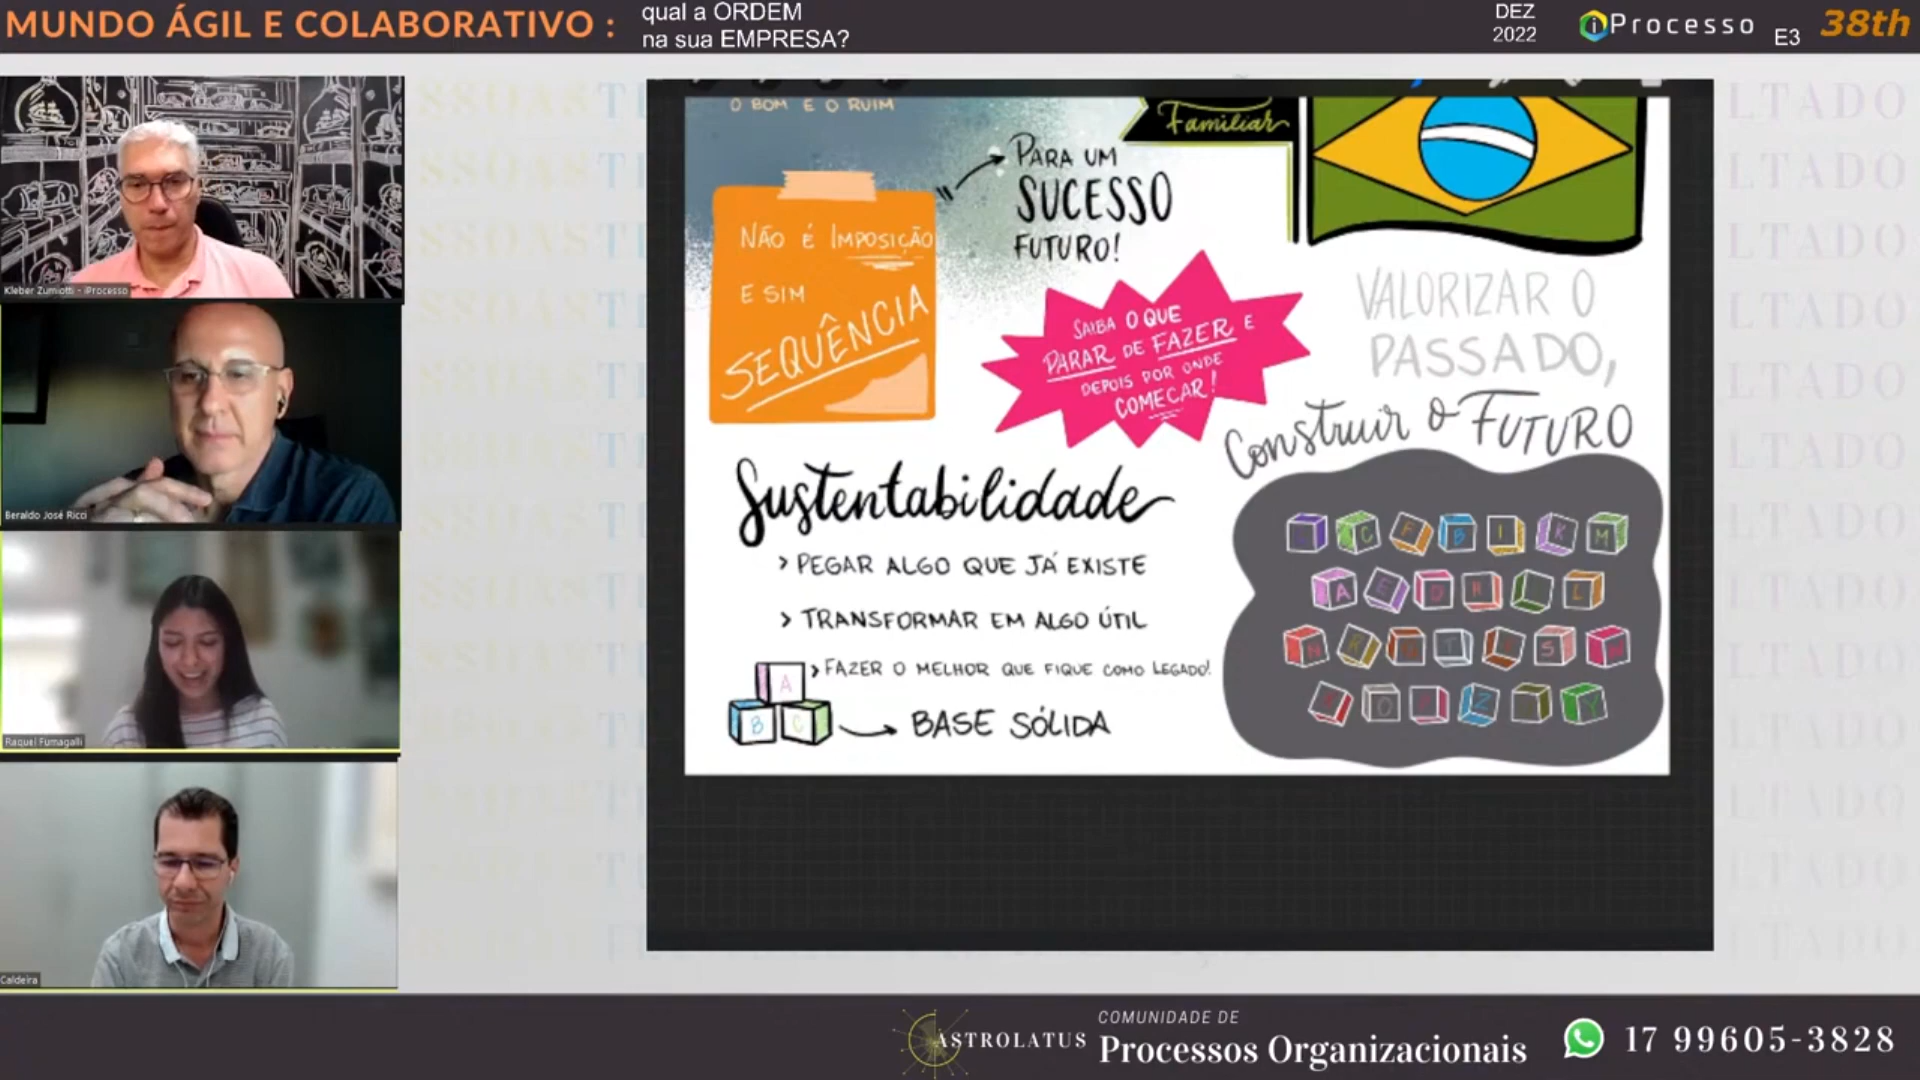 MUNDO ÁGIL E COLABORATIVO :
qual a ORDEM
na sua EMPRESA?
DEZ
2022
iProcesso
E3
38th
Kleber Zumiotti - iProcesso
Beraldo José Ricci
Raquel Fumagalli
Caldeira
O BOM E O RUIM
Familiar
PARA UM
SUCESSO
FUTURO!
NÃO É IMPOSIÇÃO
E SIM
SEQUÊNCIA
SAIBA O QUE
PARAR DE FAZER E
DEPOIS POR ONDE
COMEÇAR!
VALORIZAR O
PASSADO,
Construir o FUTURO
Sustentabilidade
> PEGAR ALGO QUE JÁ EXISTE
> TRANSFORMAR EM ALGO ÚTIL
> FAZER O MELHOR QUE FIQUE COMO LEGADO!
A
B C
BASE SÓLIDA
C F B I K M
A E D H L
N R T S
Z Y
LTADO
ASTROLATUS
COMUNIDADE DE
Processos Organizacionais
17 99605-3828